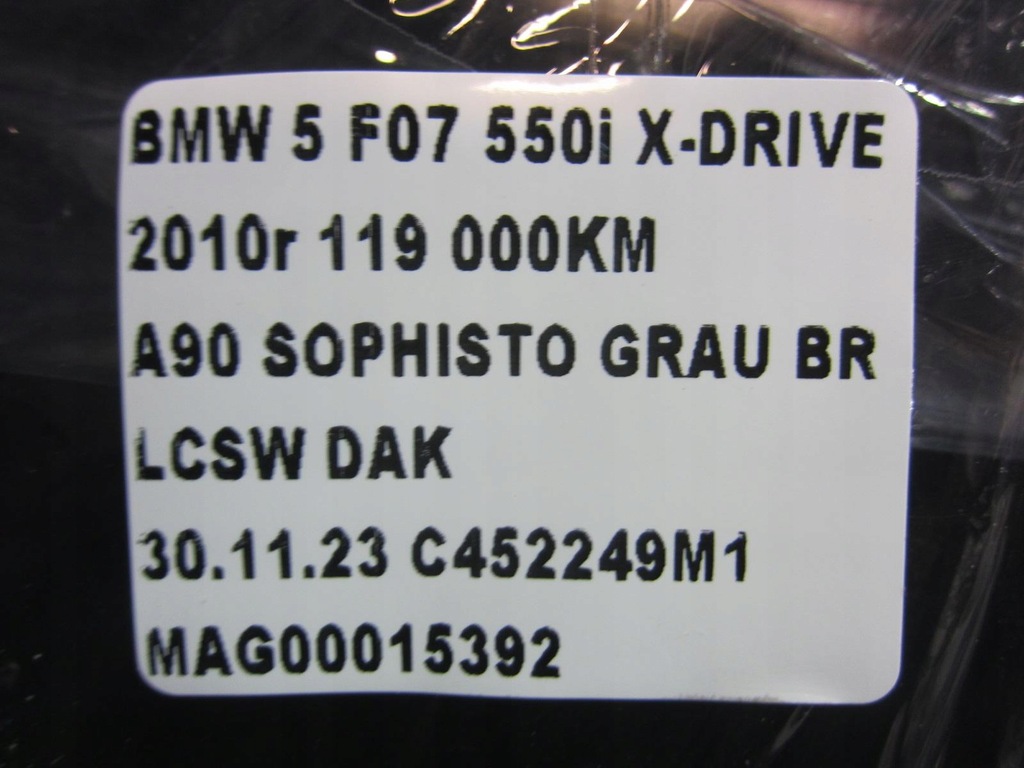 BMW 5 F07 550i X-DRIVE
2010r 119 000KM
A90 SOPHISTO GRAU BR
LCSW DAK
30.11.23 C452249M1
MAG00015392